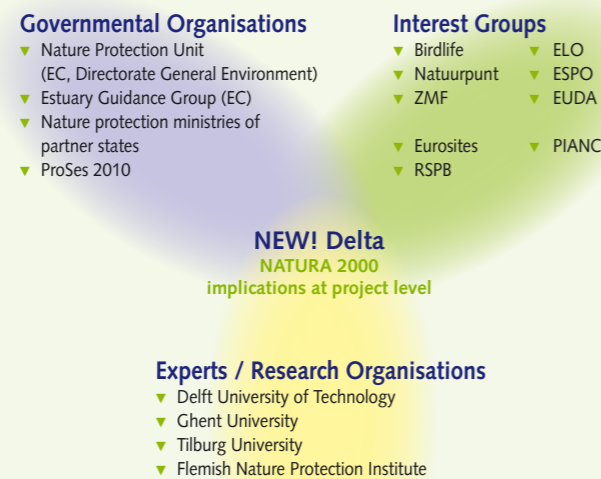 Governmental Organisations
▼ Nature Protection Unit
(EC, Directorate General Environment)
▼ Estuary Guidance Group (EC)
▼ Nature protection ministries of
partner states
▼ ProSes 2010
Interest Groups
▼ Birdlife
▼ Natuurpunt
▼ ZMF
▼ Eurosites
▼ RSPB
▼ ELO
▼ ESPO
▼ EUDA
▼ PIANC
NEW! Delta
NATURA 2000
implications at project level
Experts / Research Organisations
▼ Delft University of Technology
▼ Ghent University
▼ Tilburg University
▼ Flemish Nature Protection Institute